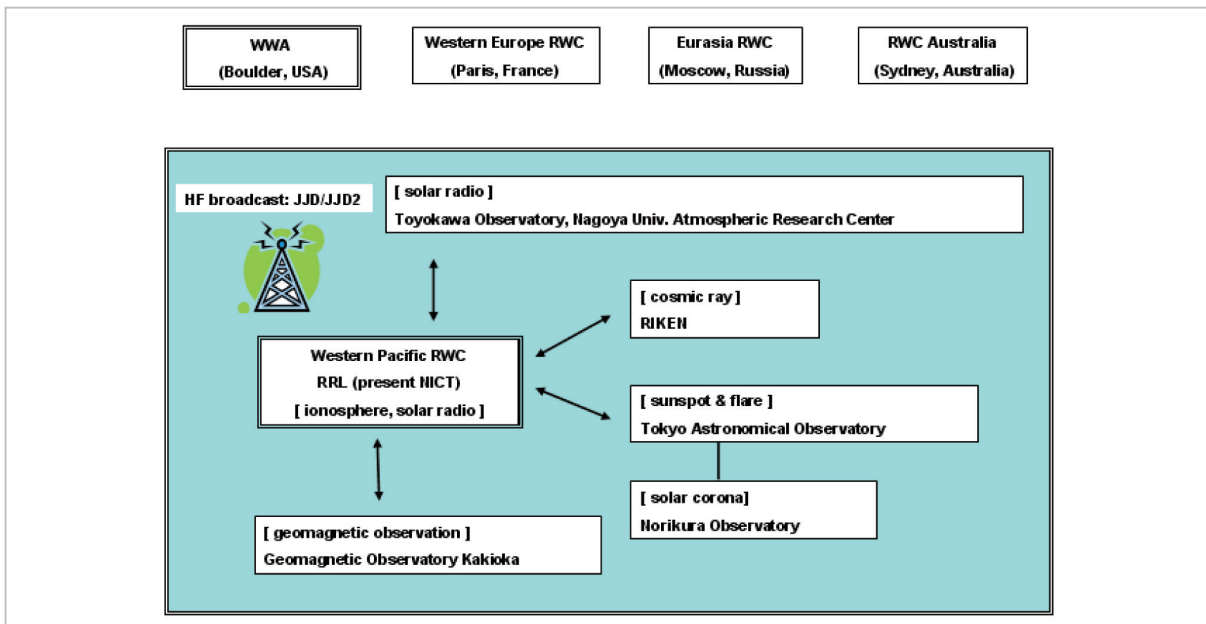 WWA
(Boulder, USA)
Western Europe RWC
(Paris, France)
Eurasia RWC
(Moscow, Russia)
RWC Australia
(Sydney, Australia)
HF broadcast: JJD/JJD2
[ solar radio ]
Toyokawa Observatory, Nagoya Univ. Atmospheric Research Center
[ cosmic ray ]
RIKEN
Western Pacific RWC
RRL (present NICT)
[ ionosphere, solar radio ]
[ sunspot & flare ]
Tokyo Astronomical Observatory
[ solar corona]
Norikura Observatory
[ geomagnetic observation ]
Geomagnetic Observatory Kakioka